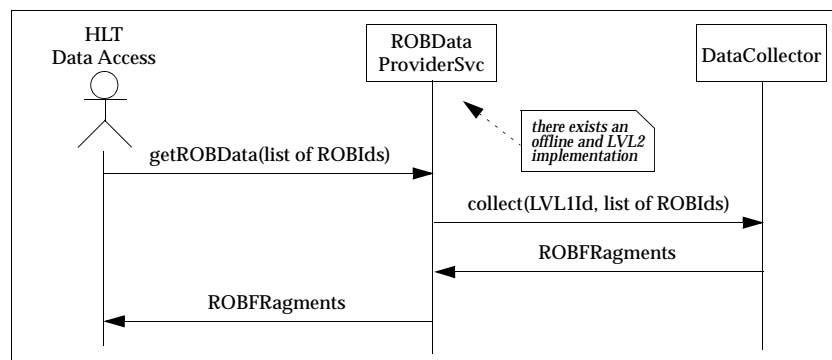 HLT
Data Access
ROBData
ProviderSvc
DataCollector
there exists an
offline and LVL2
implementation
getROBData(list of ROBIds)
collect(LVL1Id, list of ROBIds)
ROBFRagments
ROBFRagments